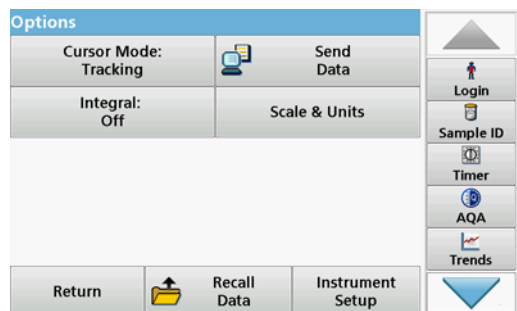 Options
Cursor Mode:
Tracking
Send
Data
Integral:
Off
Scale & Units
Return
Recall
Data
Instrument
Setup
Login
Sample ID
Timer
AQA
Trends